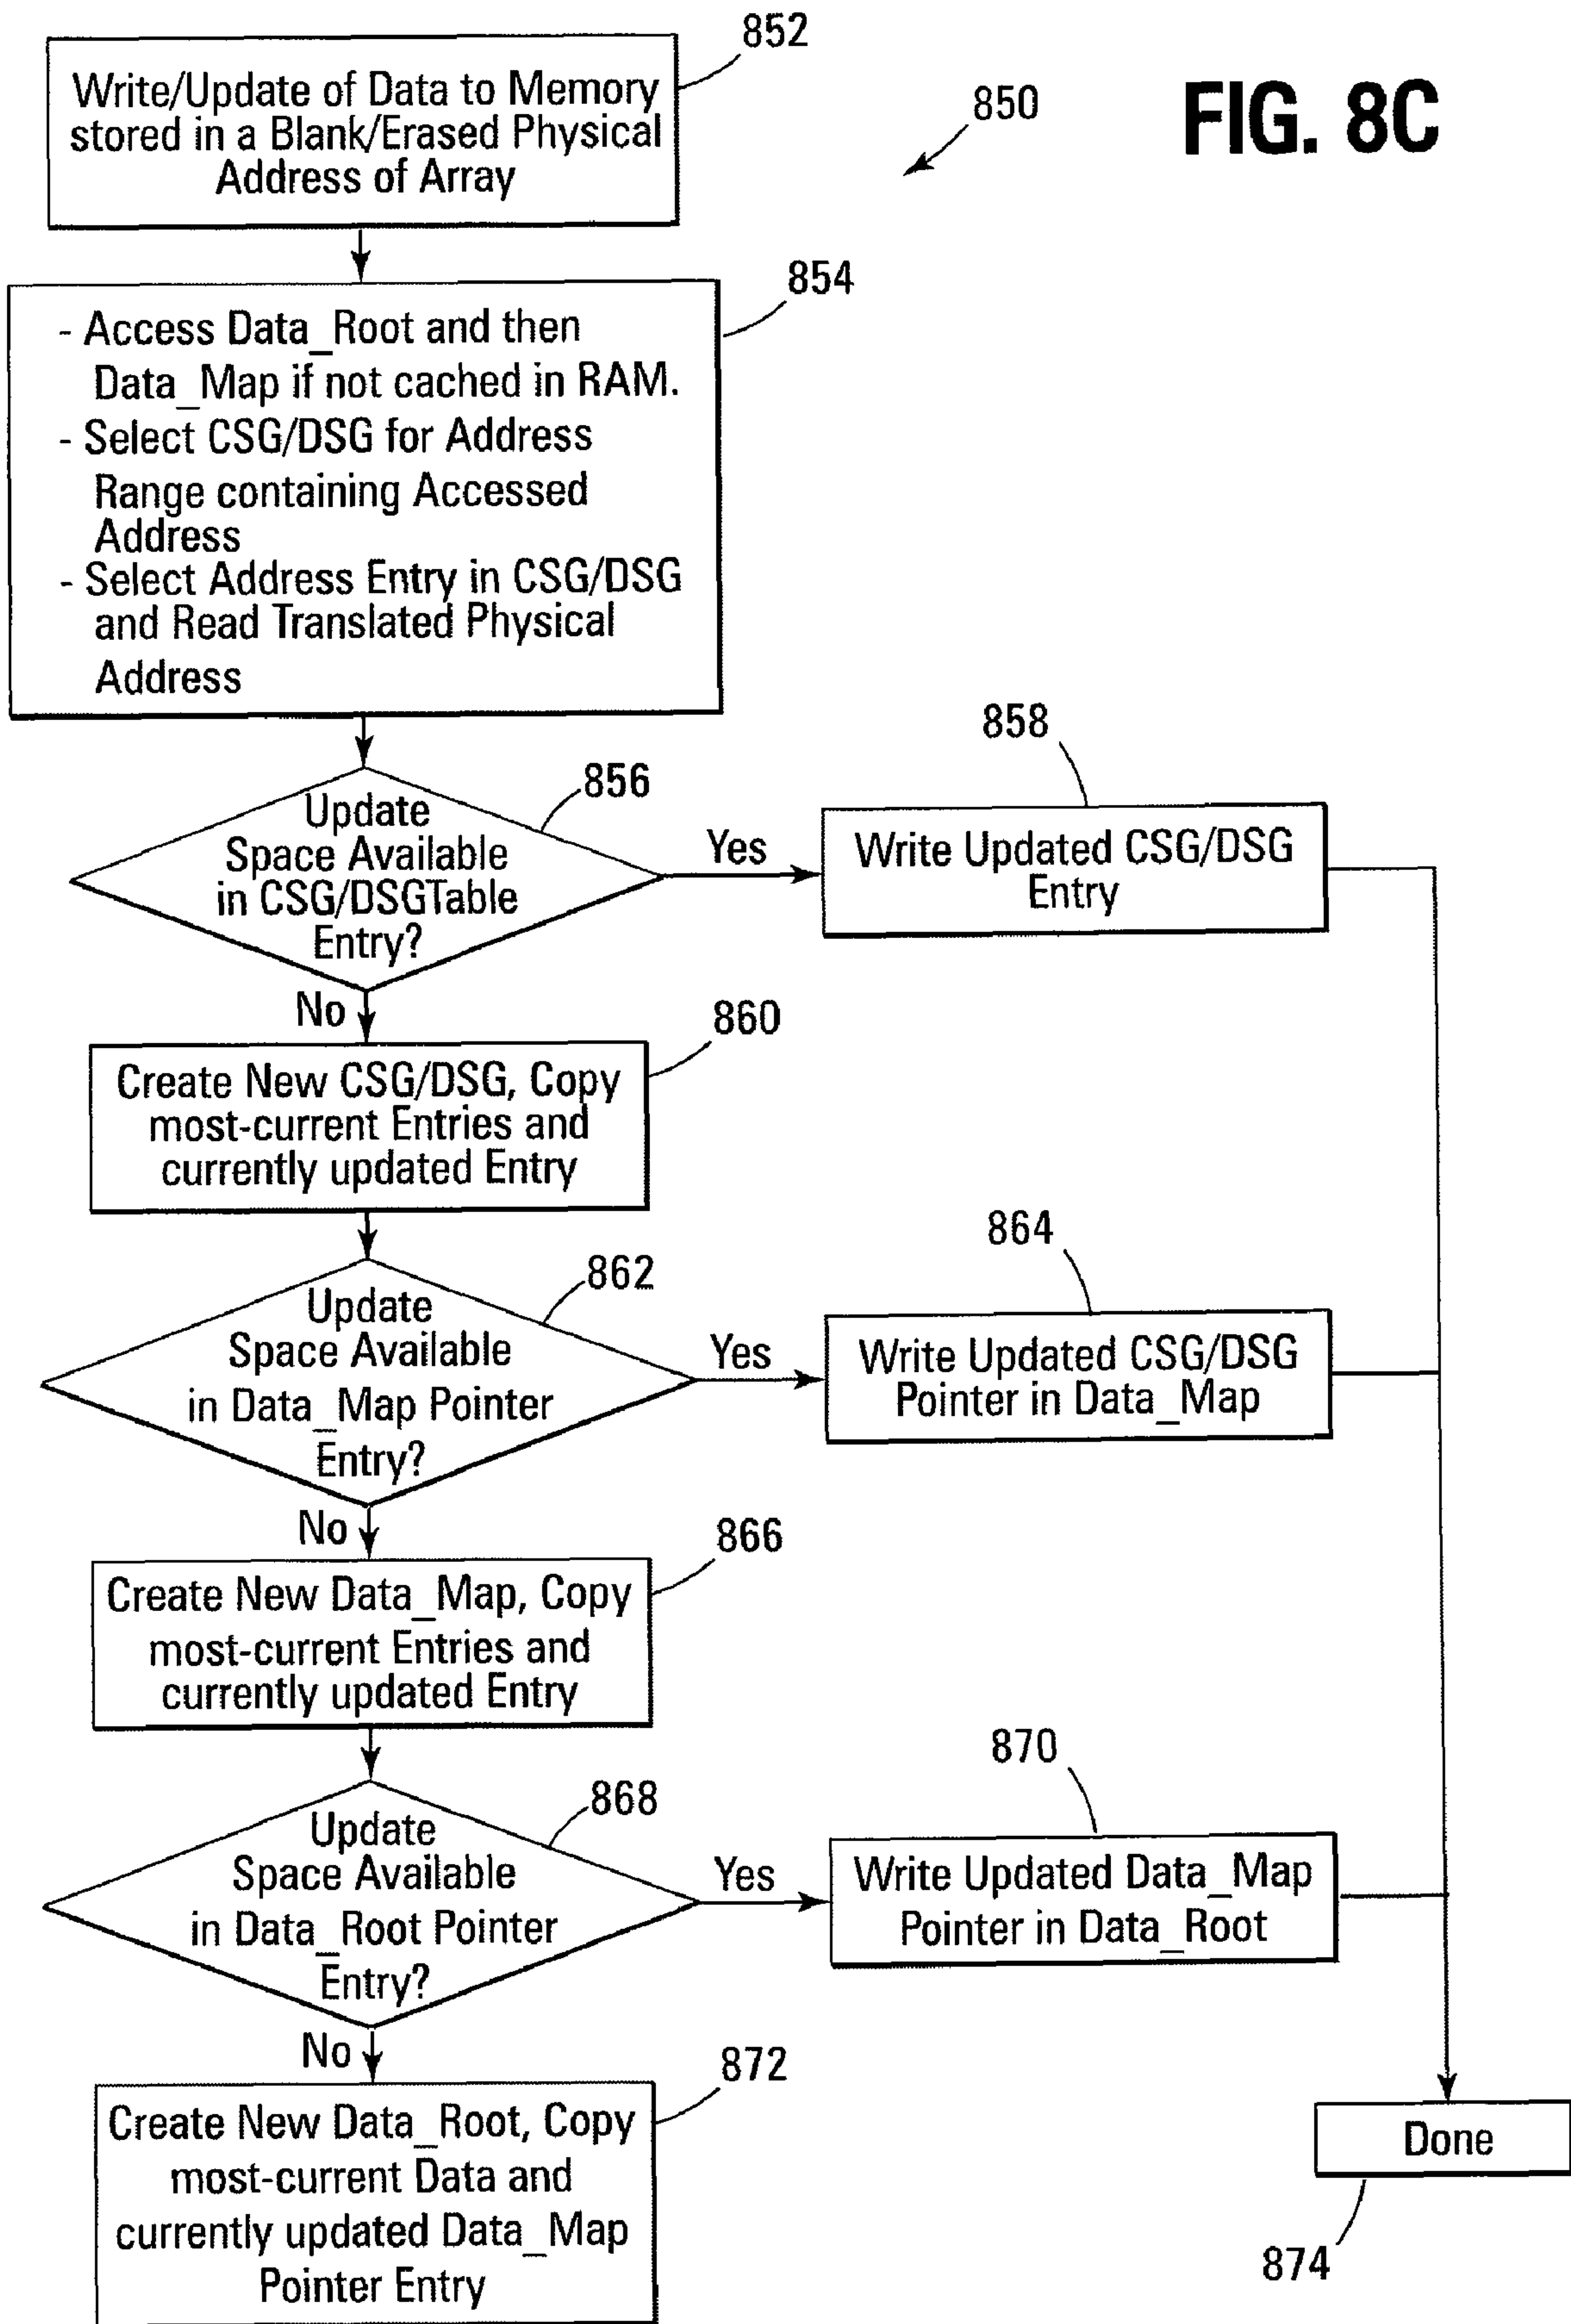 852
FIG. 8C
850
Write/Update of Data to Memory
stored in a Blank/Erased Physical
Address of Array
854
- Access Data_Root and then
Data_Map if not cached in RAM.
- Select CSG/DSG for Address
Range containing Accessed
Address
- Select Address Entry in CSG/DSG
and Read Translated Physical
Address
856
Update
Space Available
in CSG/DSGTable
Entry?
Yes
858
Write Updated CSG/DSG
Entry
No
860
Create New CSG/DSG, Copy
most-current Entries and
currently updated Entry
862
Update
Space Available
in Data_Map Pointer
Entry?
Yes
864
Write Updated CSG/DSG
Pointer in Data_Map
No
866
Create New Data_Map, Copy
most-current Entries and
currently updated Entry
868
Update
Space Available
in Data_Root Pointer
Entry?
Yes
870
Write Updated Data_Map
Pointer in Data_Root
No
872
Create New Data_Root, Copy
most-current Data and
currently updated Data_Map
Pointer Entry
Done
874